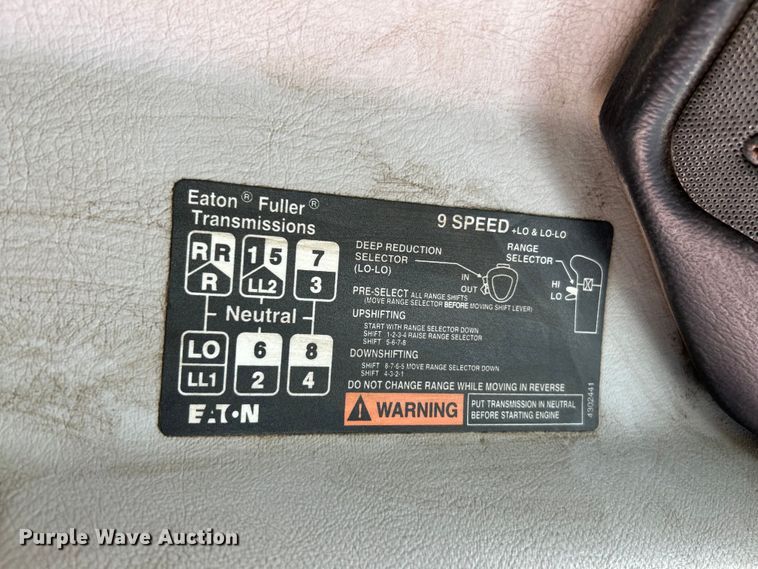 Eaton® Fuller®
Transmissions
9 SPEED +LO & LO-LO
RR 1 5 7
R LL2 3
Neutral
LO 6 8
LL1 2 4
EATON
DEEP REDUCTION
SELECTOR
(LO-LO)
IN
OUT
RANGE
SELECTOR
HI
LO
PRE-SELECT ALL RANGE SHIFTS
(MOVE RANGE SELECTOR BEFORE MOVING SHIFT LEVER)
UPSHIFTING
START WITH RANGE SELECTOR DOWN
SHIFT 1-2-3-4 RAISE RANGE SELECTOR
SHIFT 5-6-7-8
DOWNSHIFTING
SHIFT 8-7-6-5 MOVE RANGE SELECTOR DOWN
SHIFT 4-3-2-1
DO NOT CHANGE RANGE WHILE MOVING IN REVERSE
WARNING
PUT TRANSMISSION IN NEUTRAL
BEFORE STARTING ENGINE
4302441
Purple Wave Auction